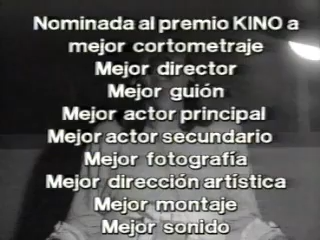 Nominada al premio KINO a
mejor cortometraje
Mejor director
Mejor guión
Mejor actor principal
Mejor actor secundario
Mejor fotografía
Mejor dirección artística
Mejor montaje
Mejor sonido